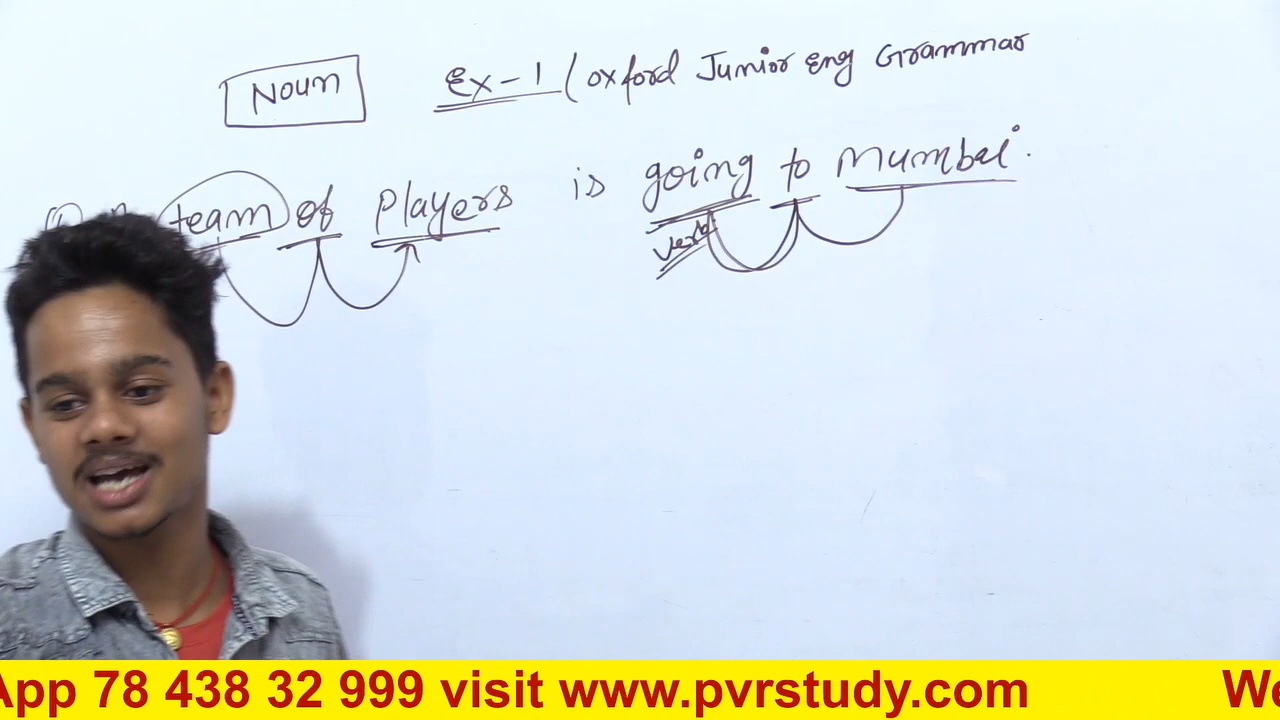 Noun Ex-1 (Oxford Junior Eng Grammar
team of Players is going to Mumbai.
verb
App 78 438 32 999 visit www.pvrstudy.com We